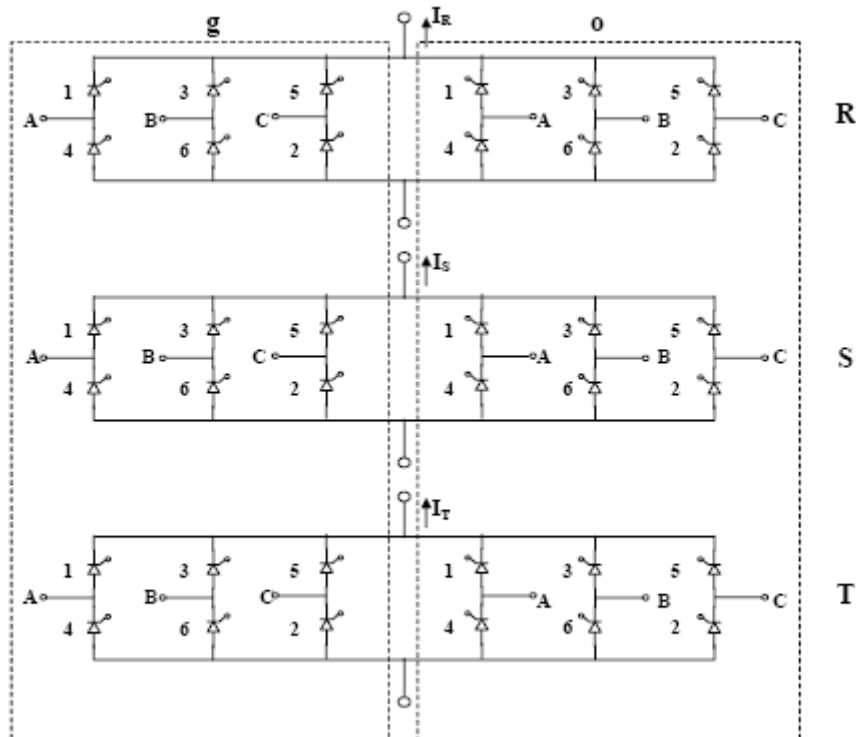 g I_R o
1 3 5 1 3 5 R
A B C A B C
4 6 2 4 6 2
I_S
1 3 5 1 3 5
A B C A B C S
4 6 2 4 6 2
I_T
1 3 5 1 3 5
A B C A B C T
4 6 2 4 6 2